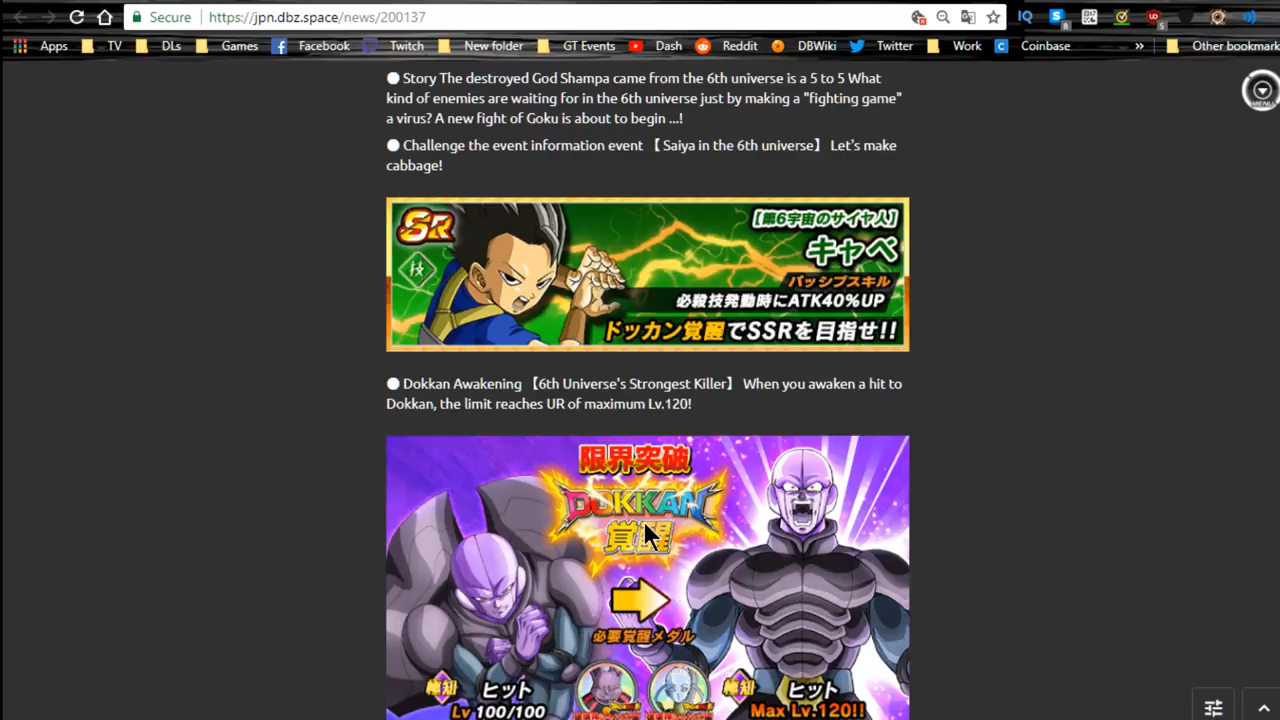 Secure
https://jpn.dbz.space/news/200137
Apps
TV
DLs
Games
Facebook
Twitch
New folder
GT Events
Dash
Reddit
DBWiki
Twitter
Work
Coinbase
»
Other bookmark
● Story The destroyed God Shampa came from the 6th universe is a 5 to 5 What
kind of enemies are waiting for in the 6th universe just by making a "fighting game"
a virus? A new fight of Goku is about to begin ...!
● Challenge the event information event 【 Saiya in the 6th universe】 Let's make
cabbage!
SR
技
【第6宇宙のサイヤ人】
キャベ
パッシブスキル
必殺技発動時にATK40%UP
ドッカン覚醒でSSRを目指せ!!
● Dokkan Awakening 【6th Universe's Strongest Killer】 When you awaken a hit to
Dokkan, the limit reaches UR of maximum Lv.120!
限界突破
DOKKAN
覚醒
必要覚醒メダル
極知
ヒット
Lv 100/100
極知
ヒット
Max Lv.120!!
MENU